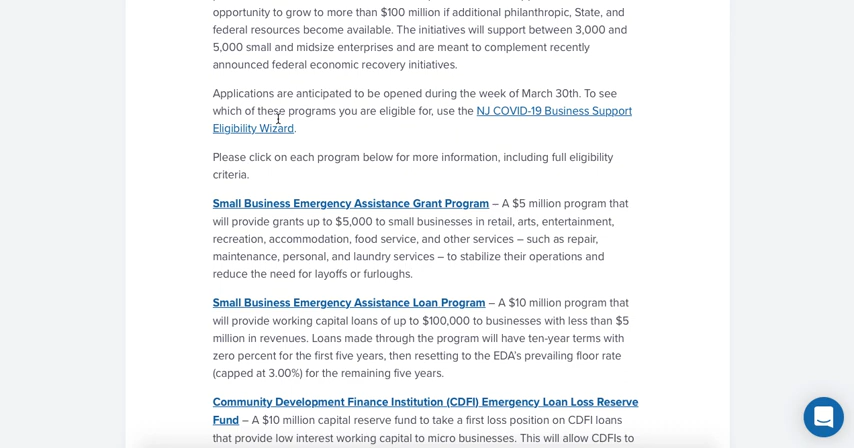 opportunity to grow to more than $100 million if additional philanthropic, State, and
federal resources become available. The initiatives will support between 3,000 and
5,000 small and midsize enterprises and are meant to complement recently
announced federal economic recovery initiatives.
Applications are anticipated to be opened during the week of March 30th. To see
which of these programs you are eligible for, use the NJ COVID-19 Business Support
Eligibility Wizard.
Please click on each program below for more information, including full eligibility
criteria.
Small Business Emergency Assistance Grant Program – A $5 million program that
will provide grants up to $5,000 to small businesses in retail, arts, entertainment,
recreation, accommodation, food service, and other services – such as repair,
maintenance, personal, and laundry services – to stabilize their operations and
reduce the need for layoffs or furloughs.
Small Business Emergency Assistance Loan Program – A $10 million program that
will provide working capital loans of up to $100,000 to businesses with less than $5
million in revenues. Loans made through the program will have ten-year terms with
zero percent for the first five years, then resetting to the EDA's prevailing floor rate
(capped at 3.00%) for the remaining five years.
Community Development Finance Institution (CDFI) Emergency Loan Loss Reserve
Fund – A $10 million capital reserve fund to take a first loss position on CDFI loans
that provide low interest working capital to micro businesses. This will allow CDFIs to